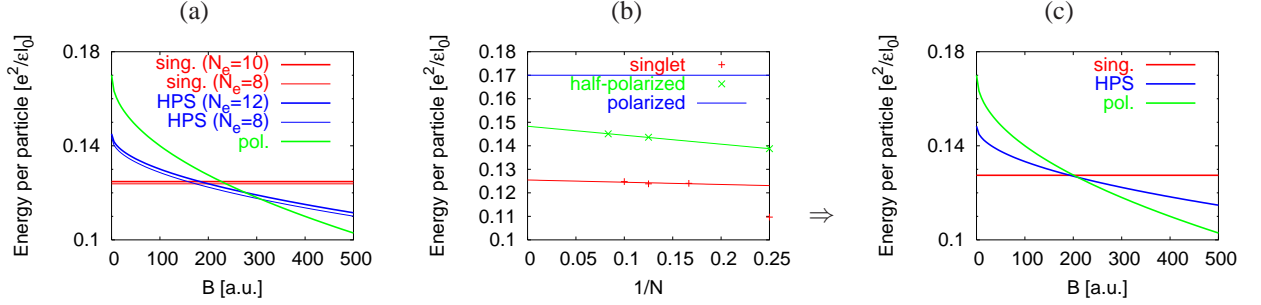 (a)
Energy per particle [e²/εl₀]
0.18
0.14
0.1
sing. (Nₑ=10)
sing. (Nₑ=8)
HPS (Nₑ=12)
HPS (Nₑ=8)
pol.
0 100 200 300 400 500
B [a.u.]
(b)
Energy per particle [e²/εl₀]
0.18
0.17
0.16
0.15
0.14
0.13
0.12
0.11
0.1
singlet
half-polarized
polarized
0 0.05 0.1 0.15 0.2 0.25
1/N
⇒
(c)
Energy per particle [e²/εl₀]
0.18
0.14
0.1
sing.
HPS
pol.
0 100 200 300 400 500
B [a.u.]